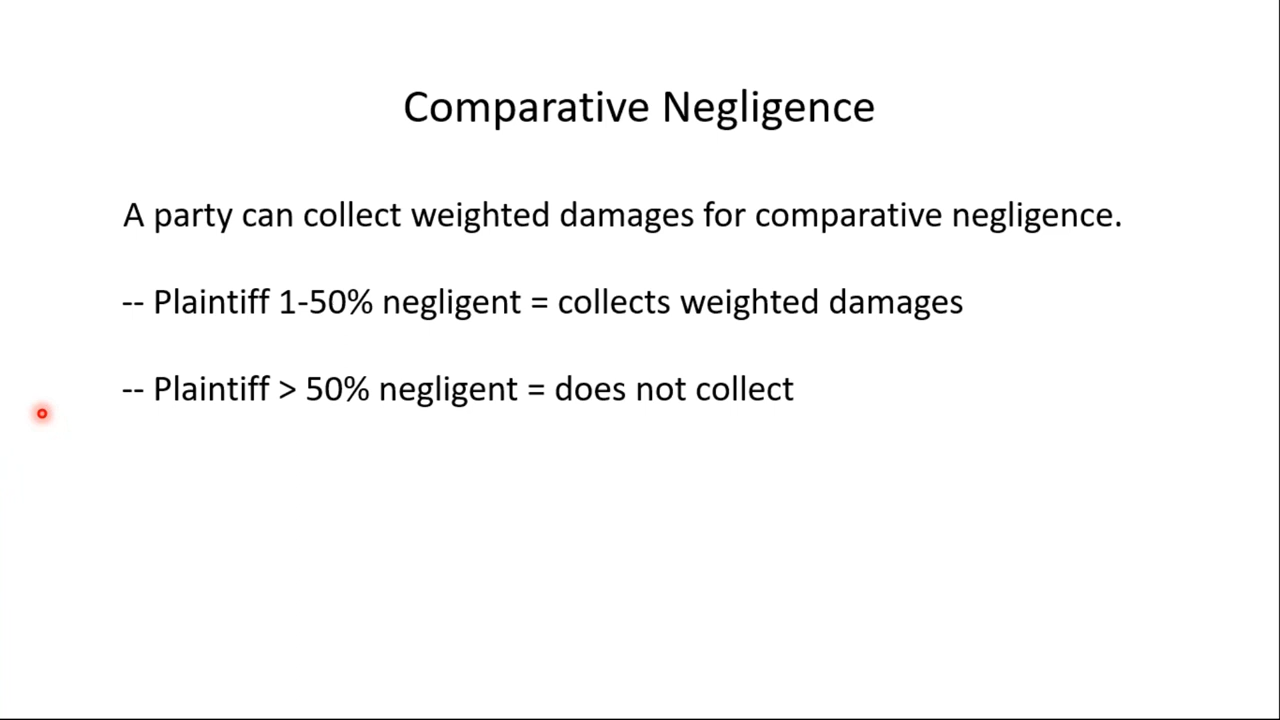 Comparative Negligence
A party can collect weighted damages for comparative negligence.
-- Plaintiff 1-50% negligent = collects weighted damages
-- Plaintiff > 50% negligent = does not collect